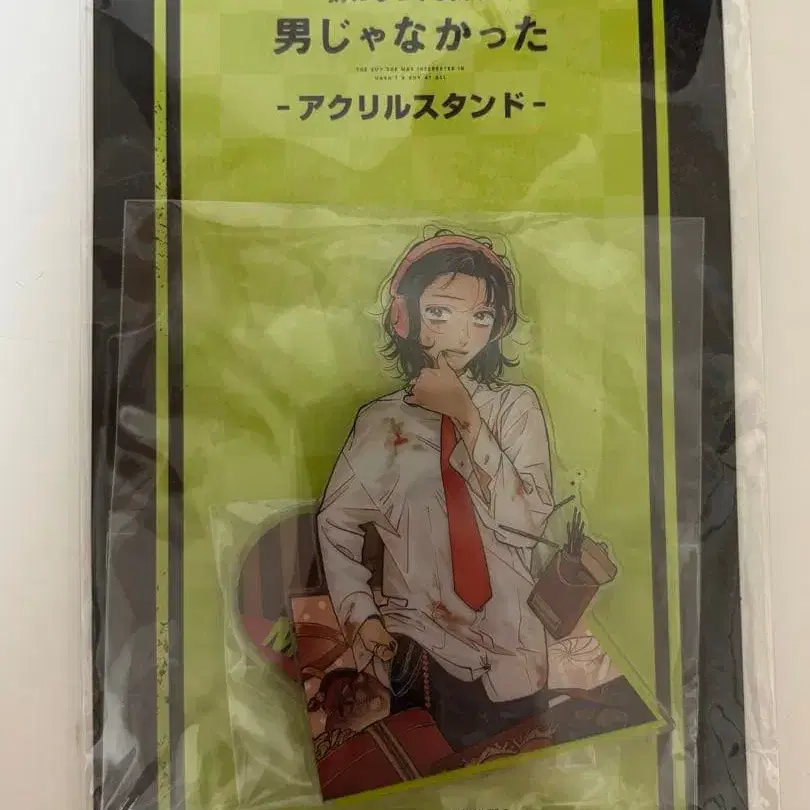 男じゃなかった
THE GUY SHE WAS INTERESTED IN
WASN'T A GUY AT ALL
-アクリルスタンド-
M